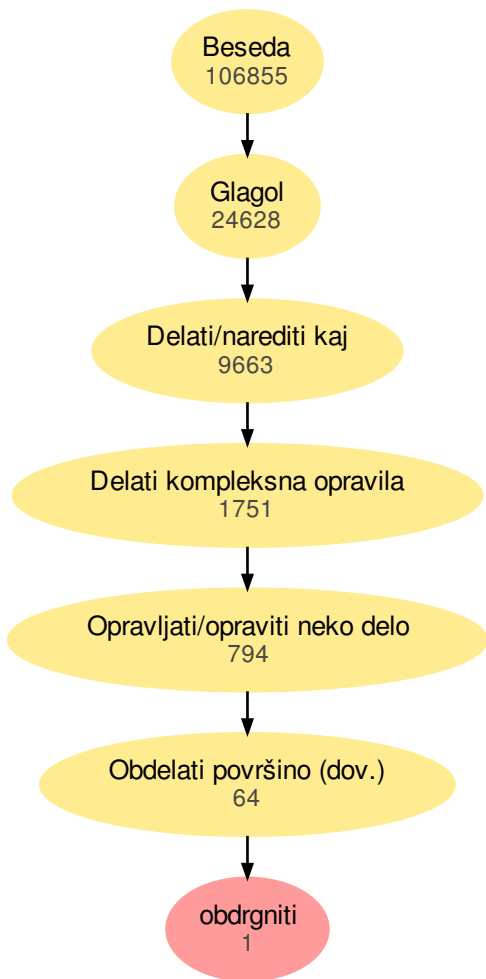 Beseda
106855
Glagol
24628
Delati/narediti kaj
9663
Delati kompleksna opravila
1751
Opravljati/opraviti neko delo
794
Obdelati površino (dov.)
64
obdrgniti
1